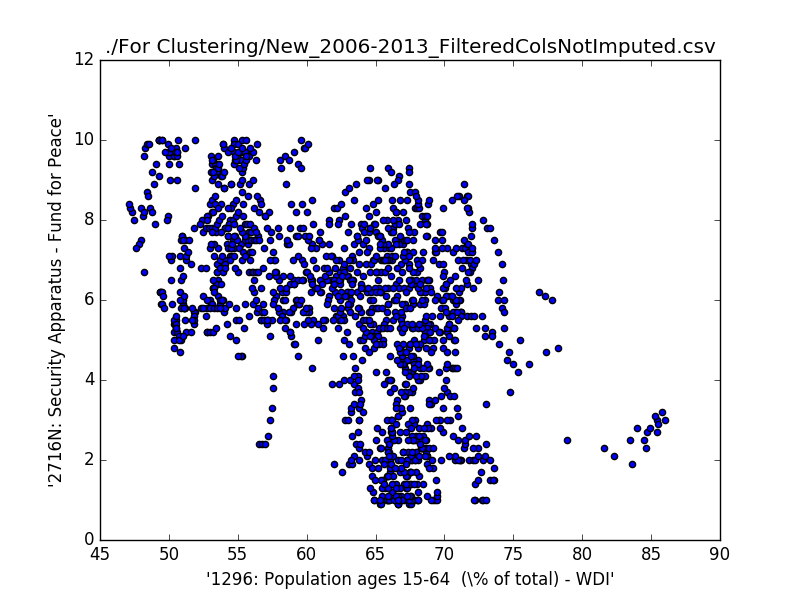 ./For Clustering/New_2006-2013_FilteredColsNotImputed.csv
12
10
8
6
4
2
0
'2716N: Security Apparatus - Fund for Peace'
45 50 55 60 65 70 75 80 85 90
'1296: Population ages 15-64 (\% of total) - WDI'